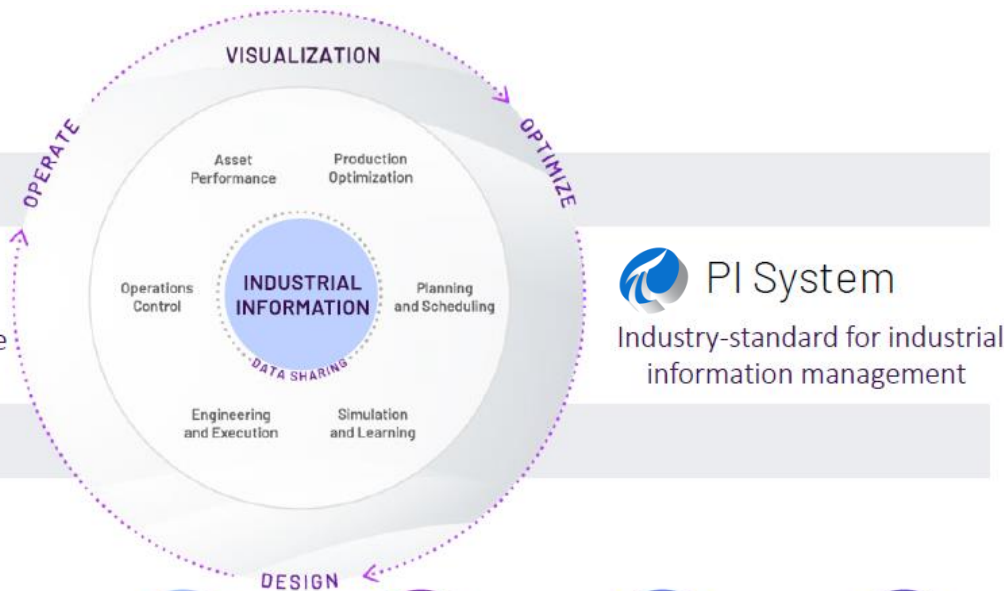 VISUALIZATION
OPERATE
OPTIMIZE
Asset
Performance
Production
Optimization
Operations
Control
INDUSTRIAL
INFORMATION
DATA SHARING
Planning
and Scheduling
Engineering
and Execution
Simulation
and Learning
DESIGN
PI System
Industry-standard for industrial
information management